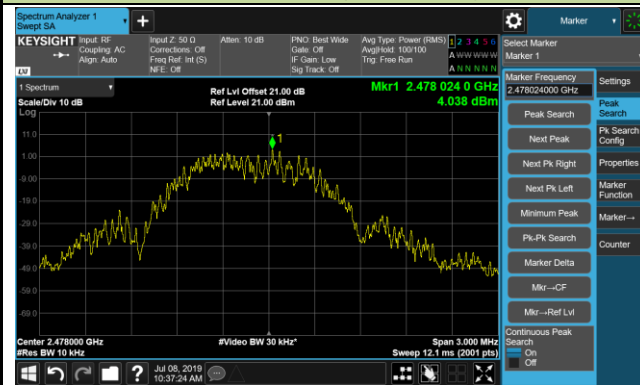 Spectrum Analyzer 1
Swept SA
Marker
KEYSIGHT
Input: RF
Coupling: AC
Align: Auto
Input Z: 50 Ω
Corrections: Off
Freq Ref: Int (S)
NFE: Off
Atten: 10 dB
PNO: Best Wide
Gate: Off
IF Gain: Low
Sig Track: Off
Avg Type: Power (RMS)
Avg|Hold: 100/100
Trig: Free Run
1 2 3 4 5 6
A W W W W W
A N N N N N
LXI
1 Spectrum
Scale/Div 10 dB
Log
Ref Lvl Offset 21.00 dB
Ref Level 21.00 dBm
Mkr1 2.478 024 0 GHz
4.038 dBm
11.0
1.00
-9.00
-19.0
-29.0
-39.0
-49.0
-59.0
-69.0
1
Center 2.478000 GHz
#Res BW 10 kHz
#Video BW 30 kHz*
Span 3.000 MHz
Sweep 12.1 ms (2001 pts)
Jul 08, 2019
10:37:24 AM
Select Marker
Marker 1
Marker Frequency
2.478024000 GHz
Peak Search
Next Peak
Next Pk Right
Next Pk Left
Minimum Peak
Pk-Pk Search
Marker Delta
Mkr→CF
Mkr→Ref Lvl
Continuous Peak
Search
On
Off
Settings
Peak
Search
Pk Search
Config
Properties
Marker
Function
Marker→
Counter